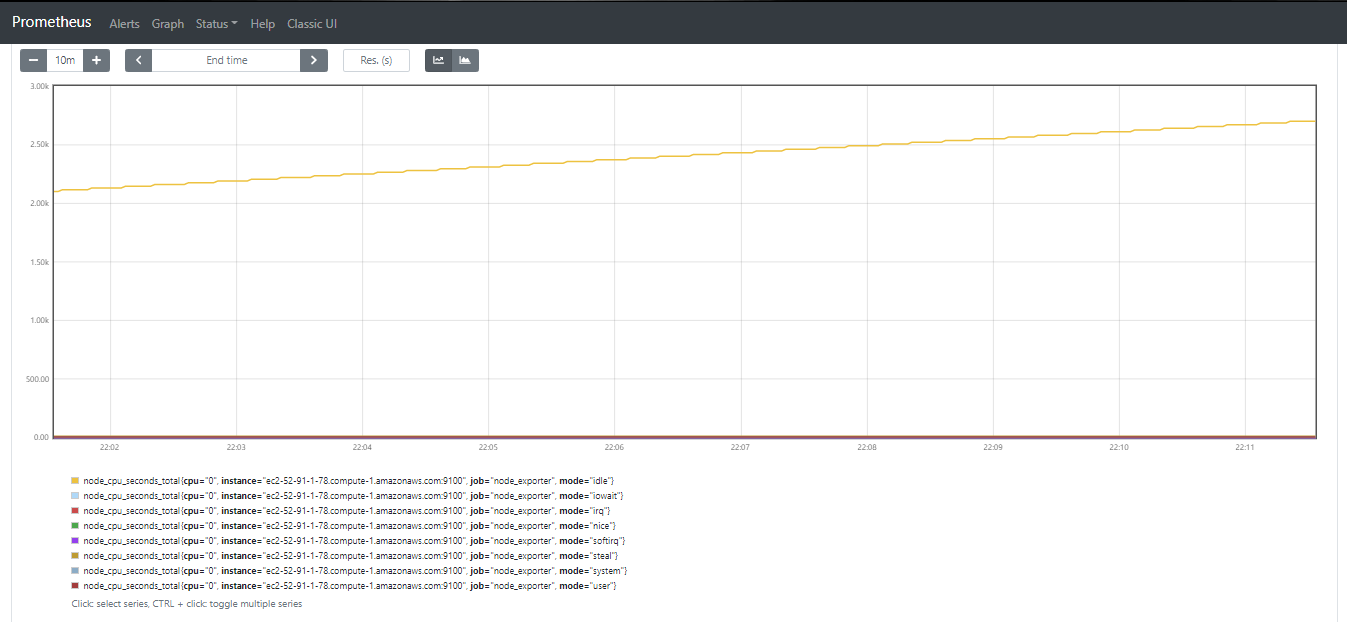 Prometheus Alerts Graph Status Help Classic UI
− 10m + End time Res. (s)
3.00k
2.50k
2.00k
1.50k
1.00k
500.00
0.00
22:02 22:03 22:04 22:05 22:06 22:07 22:08 22:09 22:10 22:11
node_cpu_seconds_total{cpu="0", instance="ec2-52-91-1-78.compute-1.amazonaws.com:9100", job="node_exporter", mode="idle"}
node_cpu_seconds_total{cpu="0", instance="ec2-52-91-1-78.compute-1.amazonaws.com:9100", job="node_exporter", mode="iowait"}
node_cpu_seconds_total{cpu="0", instance="ec2-52-91-1-78.compute-1.amazonaws.com:9100", job="node_exporter", mode="irq"}
node_cpu_seconds_total{cpu="0", instance="ec2-52-91-1-78.compute-1.amazonaws.com:9100", job="node_exporter", mode="nice"}
node_cpu_seconds_total{cpu="0", instance="ec2-52-91-1-78.compute-1.amazonaws.com:9100", job="node_exporter", mode="softirq"}
node_cpu_seconds_total{cpu="0", instance="ec2-52-91-1-78.compute-1.amazonaws.com:9100", job="node_exporter", mode="steal"}
node_cpu_seconds_total{cpu="0", instance="ec2-52-91-1-78.compute-1.amazonaws.com:9100", job="node_exporter", mode="system"}
node_cpu_seconds_total{cpu="0", instance="ec2-52-91-1-78.compute-1.amazonaws.com:9100", job="node_exporter", mode="user"}
Click: select series, CTRL + click: toggle multiple series